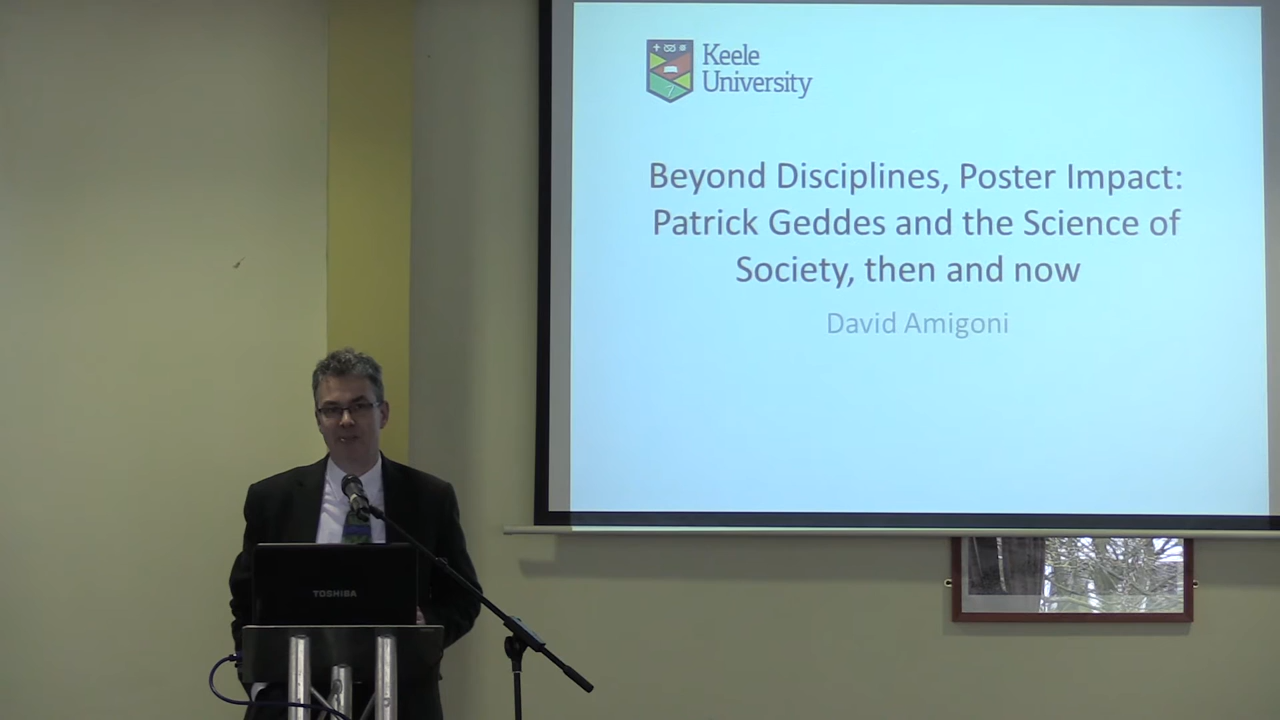 Keele
University
Beyond Disciplines, Poster Impact:
Patrick Geddes and the Science of
Society, then and now
David Amigoni
TOSHIBA